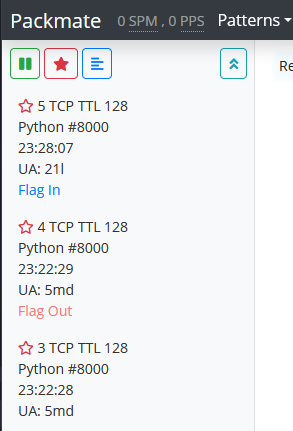 Packmate 0 SPM , 0 PPS Patterns
Re
5 TCP TTL 128
Python #8000
23:28:07
UA: 21l
Flag In
4 TCP TTL 128
Python #8000
23:22:29
UA: 5md
Flag Out
3 TCP TTL 128
Python #8000
23:22:28
UA: 5md